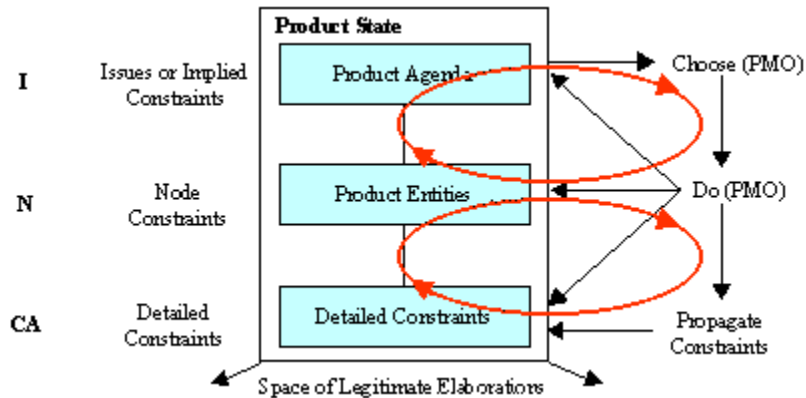 Product State
I
Issues or Implied
Constraints
Product Agenda
Choose (PMO)
N
Node
Constraints
Product Entities
Do (PMO)
CA
Detailed
Constraints
Detailed Constraints
Propagate
Constraints
Space of Legitimate Elaborations